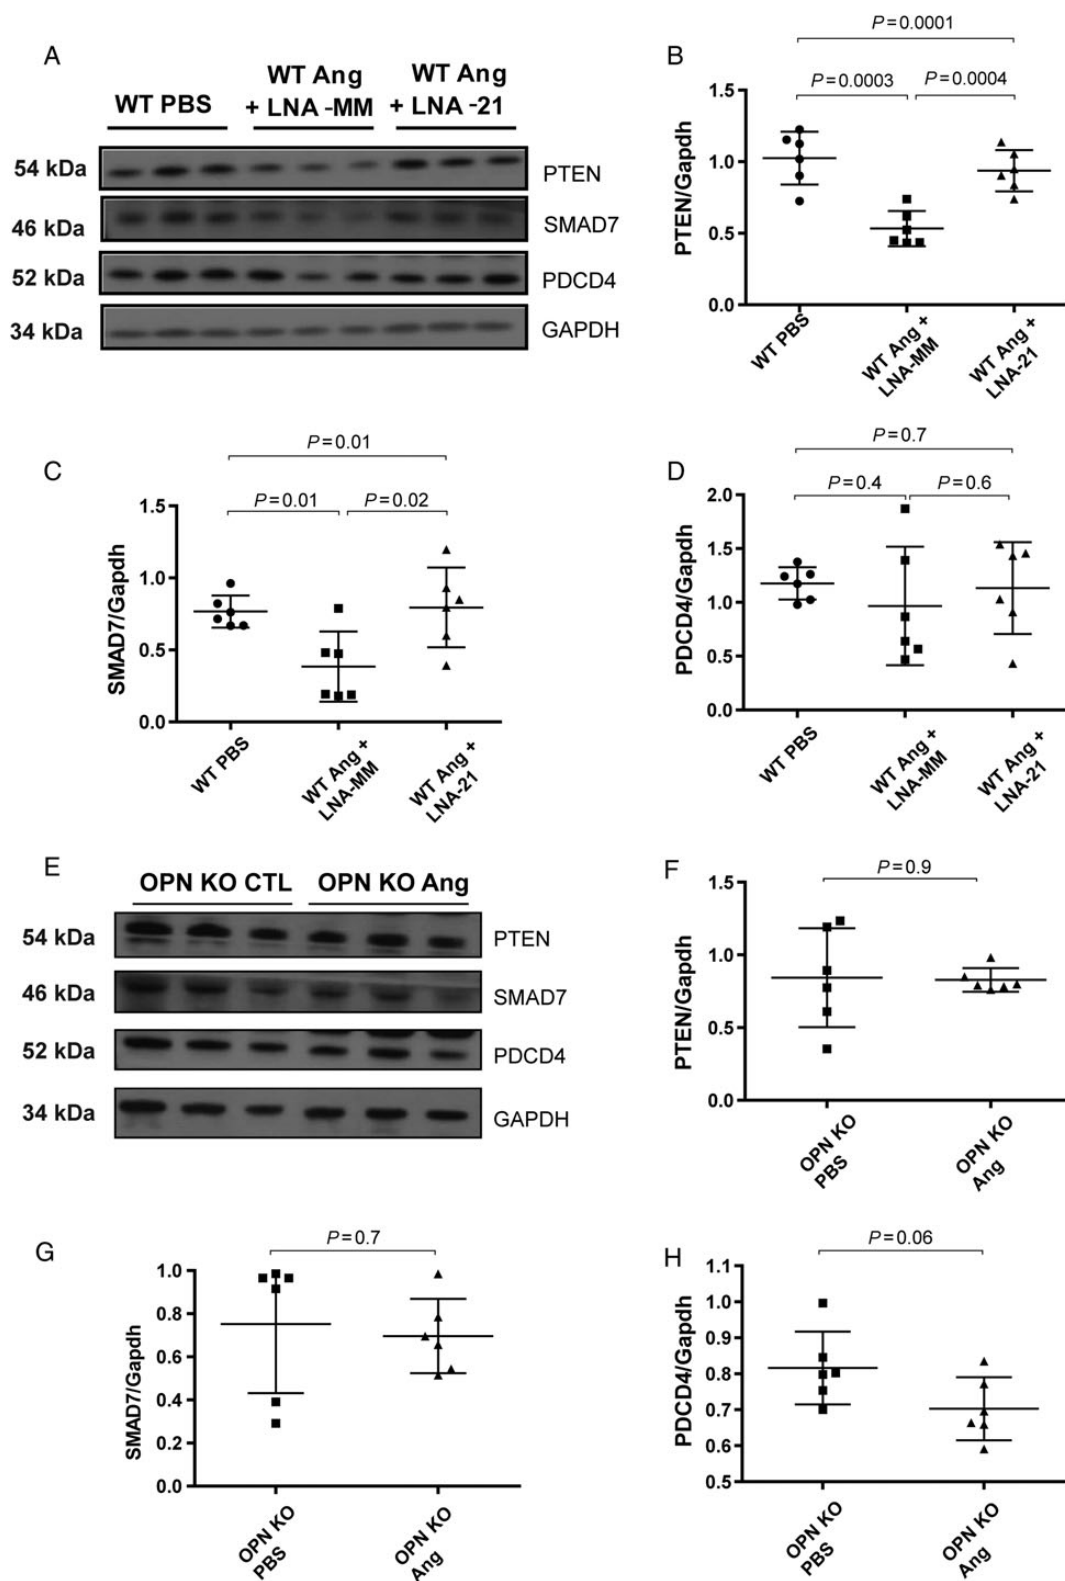 A
WT PBS
WT Ang
+ LNA -MM
WT Ang
+ LNA -21
54 kDa
PTEN
46 kDa
SMAD7
52 kDa
PDCD4
34 kDa
GAPDH
B
P=0.0001
P=0.0003
P=0.0004
PTEN/Gapdh
1.5
1.0
0.5
0.0
WT PBS
WT Ang +
LNA-MM
WT Ang +
LNA-21
C
P=0.01
P=0.01
P=0.02
SMAD7/Gapdh
1.5
1.0
0.5
0.0
WT PBS
WT Ang +
LNA-MM
WT Ang +
LNA-21
D
P=0.7
P=0.4
P=0.6
PDCD4/Gapdh
2.0
1.5
1.0
0.5
0.0
WT PBS
WT Ang +
LNA-MM
WT Ang +
LNA-21
E
OPN KO CTL
OPN KO Ang
54 kDa
PTEN
46 kDa
SMAD7
52 kDa
PDCD4
34 kDa
GAPDH
F
P=0.9
PTEN/Gapdh
1.5
1.0
0.5
0.0
OPN KO
PBS
OPN KO
Ang
G
P=0.7
SMAD7/Gapdh
1.0
0.8
0.6
0.4
0.2
0.0
OPN KO
PBS
OPN KO
Ang
H
P=0.06
PDCD4/Gapdh
1.1
1.0
0.9
0.8
0.7
0.6
0.5
OPN KO
PBS
OPN KO
Ang